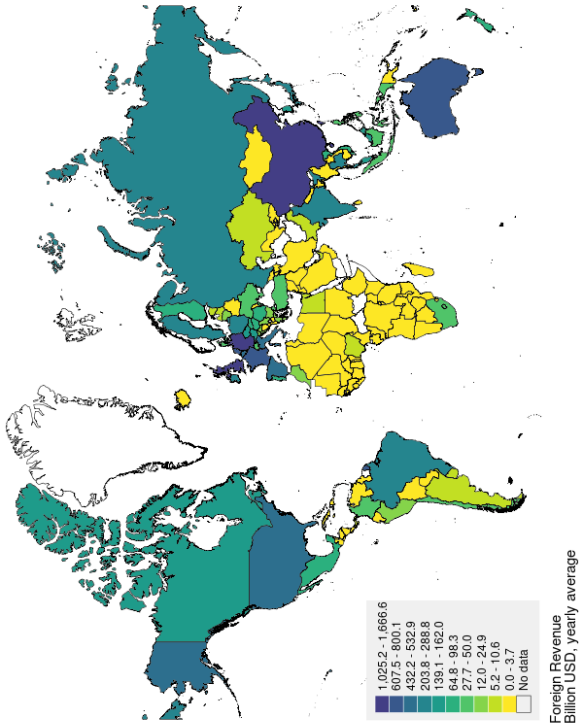 1,025.2 - 1,666.6
607.5 - 800.1
432.2 - 532.9
203.8 - 288.8
139.1 - 162.0
64.8 - 98.3
27.7 - 50.0
12.0 - 24.9
5.2 - 10.6
0.0 - 3.7
No data
Foreign Revenue
Billion USD, yearly average